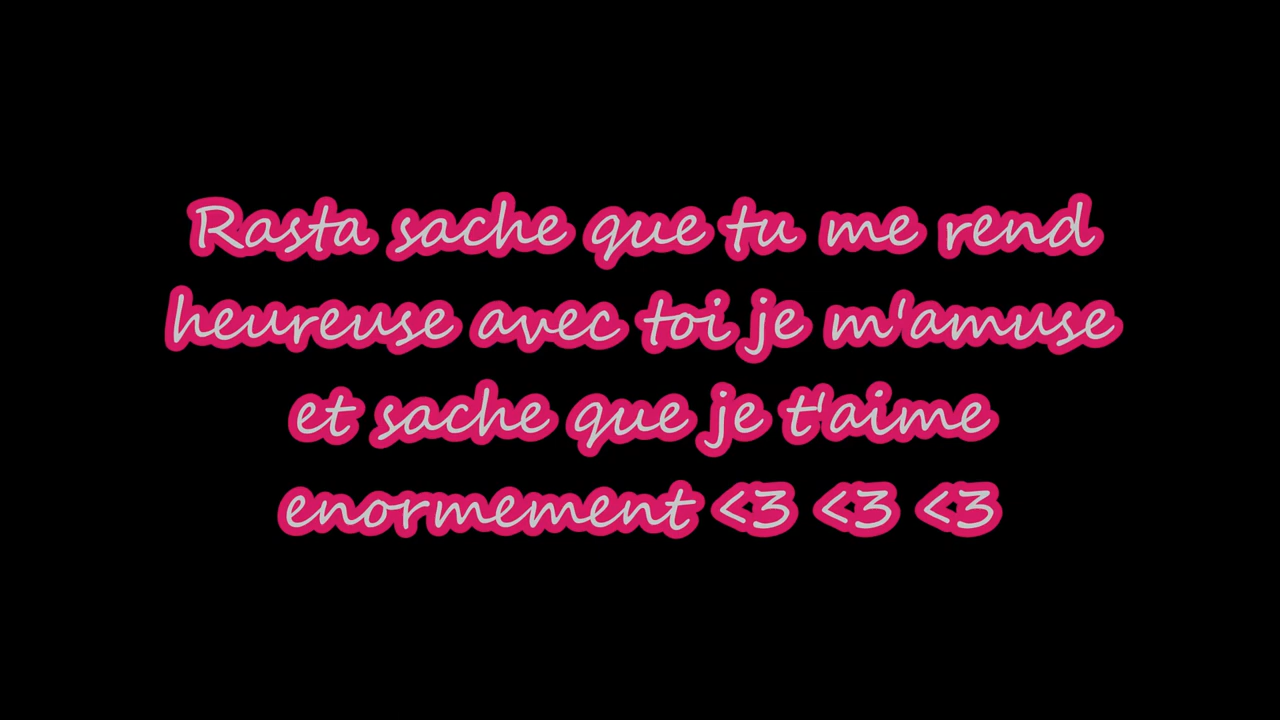 Rasta sache que tu me rend
heureuse avec toi je m'amuse
et sache que je t'aime
enormement <3 <3 <3